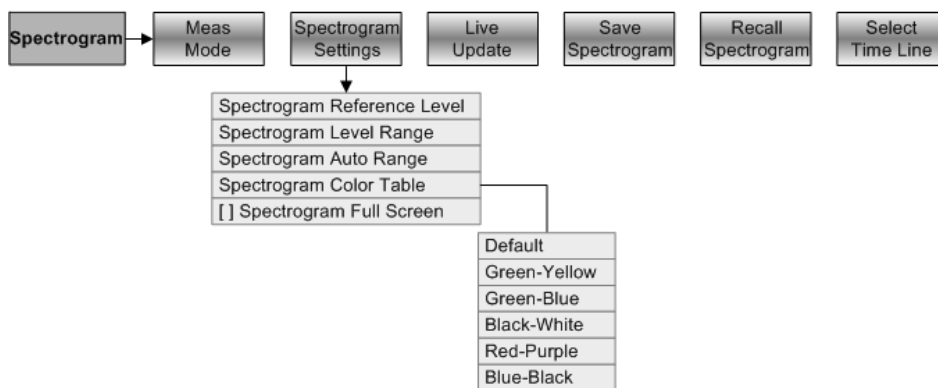 Spectrogram
Meas
Mode
Spectrogram
Settings
Live
Update
Save
Spectrogram
Recall
Spectrogram
Select
Time Line
Spectrogram Reference Level
Spectrogram Level Range
Spectrogram Auto Range
Spectrogram Color Table
[ ] Spectrogram Full Screen
Default
Green-Yellow
Green-Blue
Black-White
Red-Purple
Blue-Black